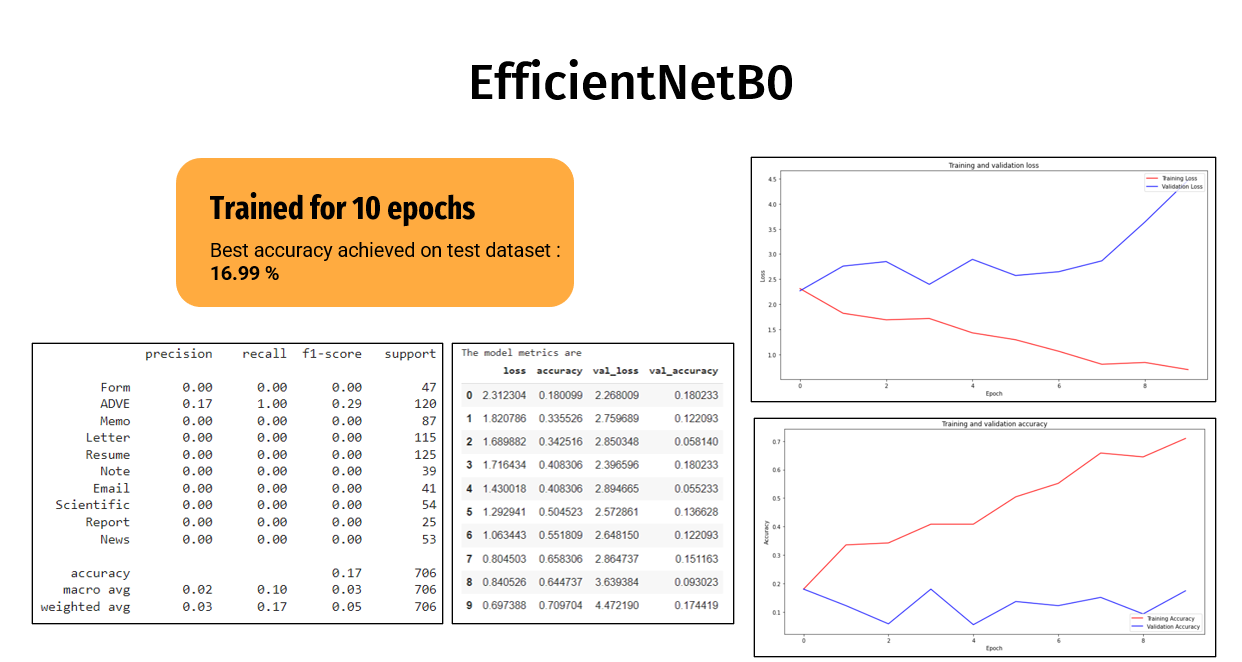 EfficientNetB0
Trained for 10 epochs
Best accuracy achieved on test dataset :
16.99 %
precision recall f1-score support
Form 0.00 0.00 0.00 47
ADVE 0.17 1.00 0.29 120
Memo 0.00 0.00 0.00 87
Letter 0.00 0.00 0.00 115
Resume 0.00 0.00 0.00 125
Note 0.00 0.00 0.00 39
Email 0.00 0.00 0.00 41
Scientific 0.00 0.00 0.00 54
Report 0.00 0.00 0.00 25
News 0.00 0.00 0.00 53
accuracy 0.17 706
macro avg 0.02 0.10 0.03 706
weighted avg 0.03 0.17 0.05 706
The model metrics are
loss accuracy val_loss val_accuracy
0 2.312304 0.180099 2.268009 0.180233
1 1.820786 0.335526 2.759689 0.122093
2 1.689882 0.342516 2.850348 0.058140
3 1.716434 0.408306 2.396596 0.180233
4 1.430018 0.408306 2.894665 0.055233
5 1.292941 0.504523 2.572861 0.136628
6 1.063443 0.551809 2.648150 0.122093
7 0.804503 0.658306 2.864737 0.151163
8 0.840526 0.644737 3.639384 0.093023
9 0.697388 0.709704 4.472190 0.174419
Training and validation loss
Training Loss
Validation Loss
4.5
4.0
3.5
3.0
2.5
2.0
1.5
1.0
Loss
0 2 4 6 8
Epoch
Training and validation accuracy
0.7
0.6
0.5
0.4
0.3
0.2
0.1
Accuracy
Training Accuracy
Validation Accuracy
0 2 4 6 8
Epoch